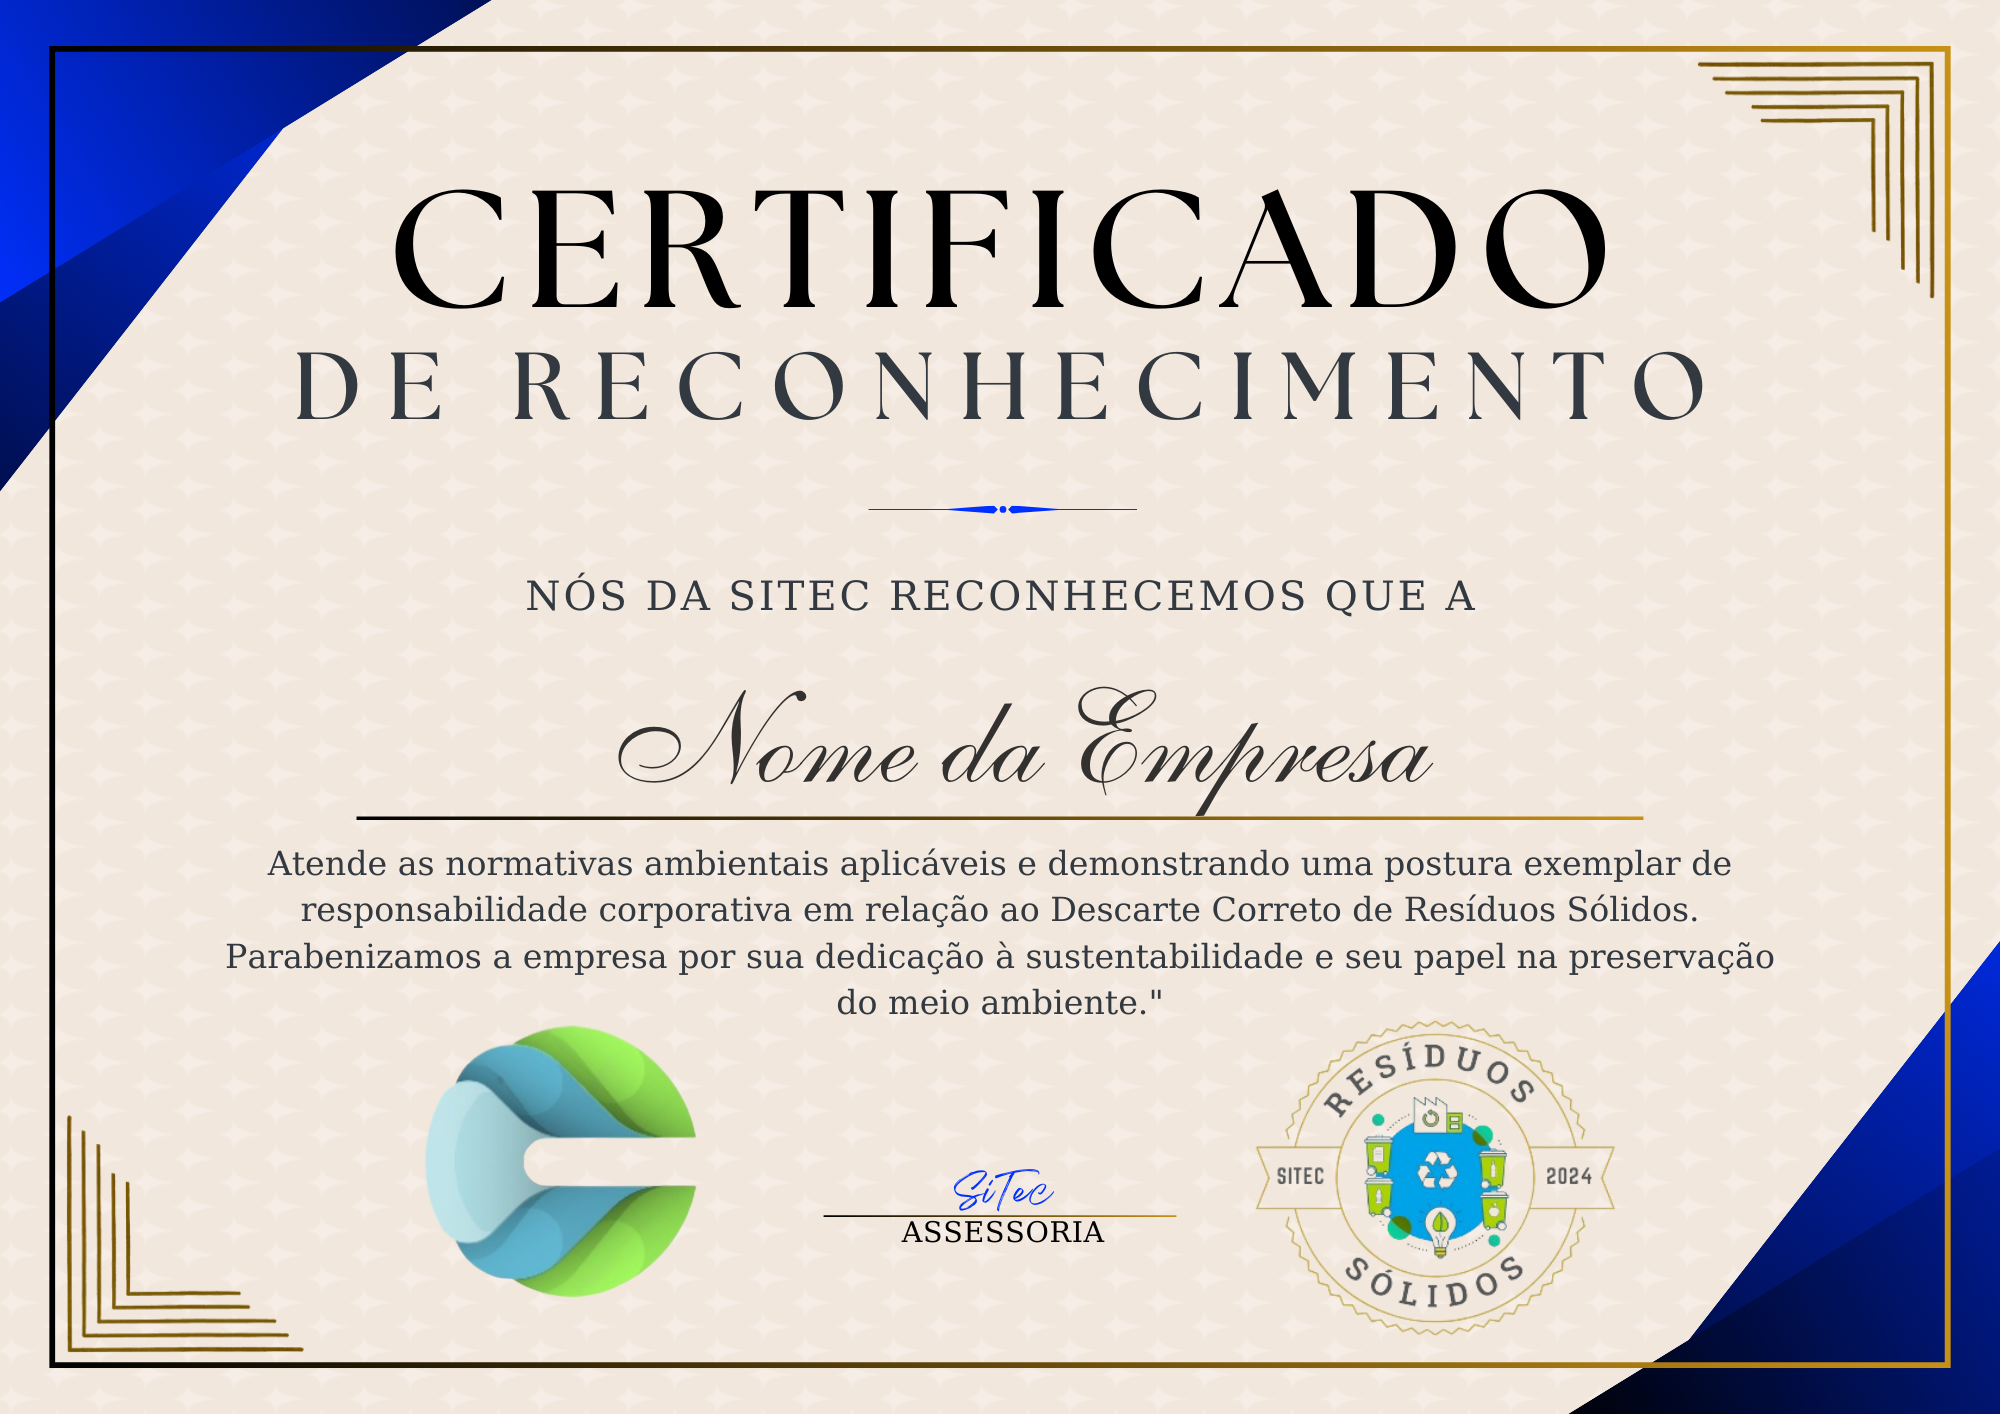 CERTIFICADO
DE RECONHECIMENTO
NÓS DA SITEC RECONHECEMOS QUE A
Nome da Empresa
Atende as normativas ambientais aplicáveis e demonstrando uma postura exemplar de
responsabilidade corporativa em relação ao Descarte Correto de Resíduos Sólidos.
Parabenizamos a empresa por sua dedicação à sustentabilidade e seu papel na preservação
do meio ambiente."
SiTec
ASSESSORIA
RESÍDUOS
SITEC
2024
SÓLIDOS